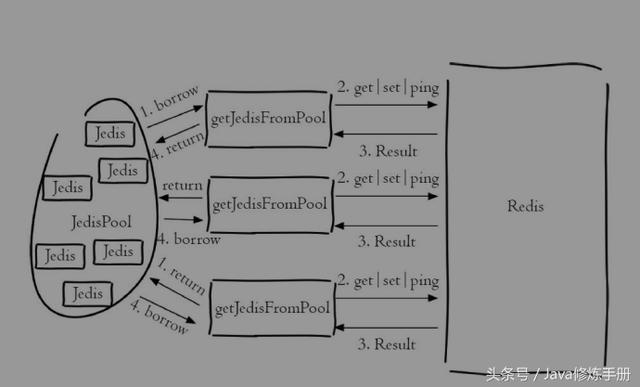 1. borrow
2. get|set|ping
Jedis
getJedisFromPool
4. return
3. Result
Jedis
Jedis
return
2. get|set|ping
getJedisFromPool
JedisPool
Redis
4. borrow
3. Result
Jedis
Jedis
1. return
2. get|set|ping
Jedis
getJedisFromPool
4. borrow
3. Result
头条号 / Java修炼手册